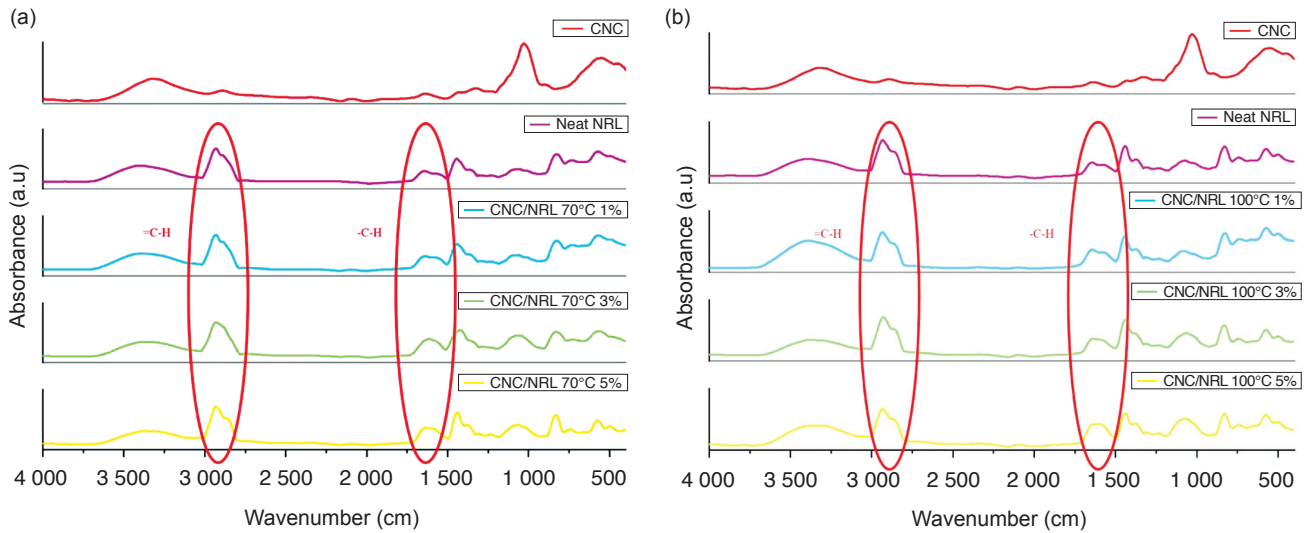 (a)
CNC
Neat NRL
CNC/NRL 70°C 1%
=C-H
-C-H
CNC/NRL 70°C 3%
CNC/NRL 70°C 5%
Absorbance (a.u)
4 000 3 500 3 000 2 500 2 000 1 500 1 000 500
Wavenumber (cm)
(b)
CNC
Neat NRL
CNC/NRL 100°C 1%
=C-H
-C-H
CNC/NRL 100°C 3%
CNC/NRL 100°C 5%
Absorbance (a.u)
4 000 3 500 3 000 2 500 2 000 1 500 1 000 500
Wavenumber (cm)